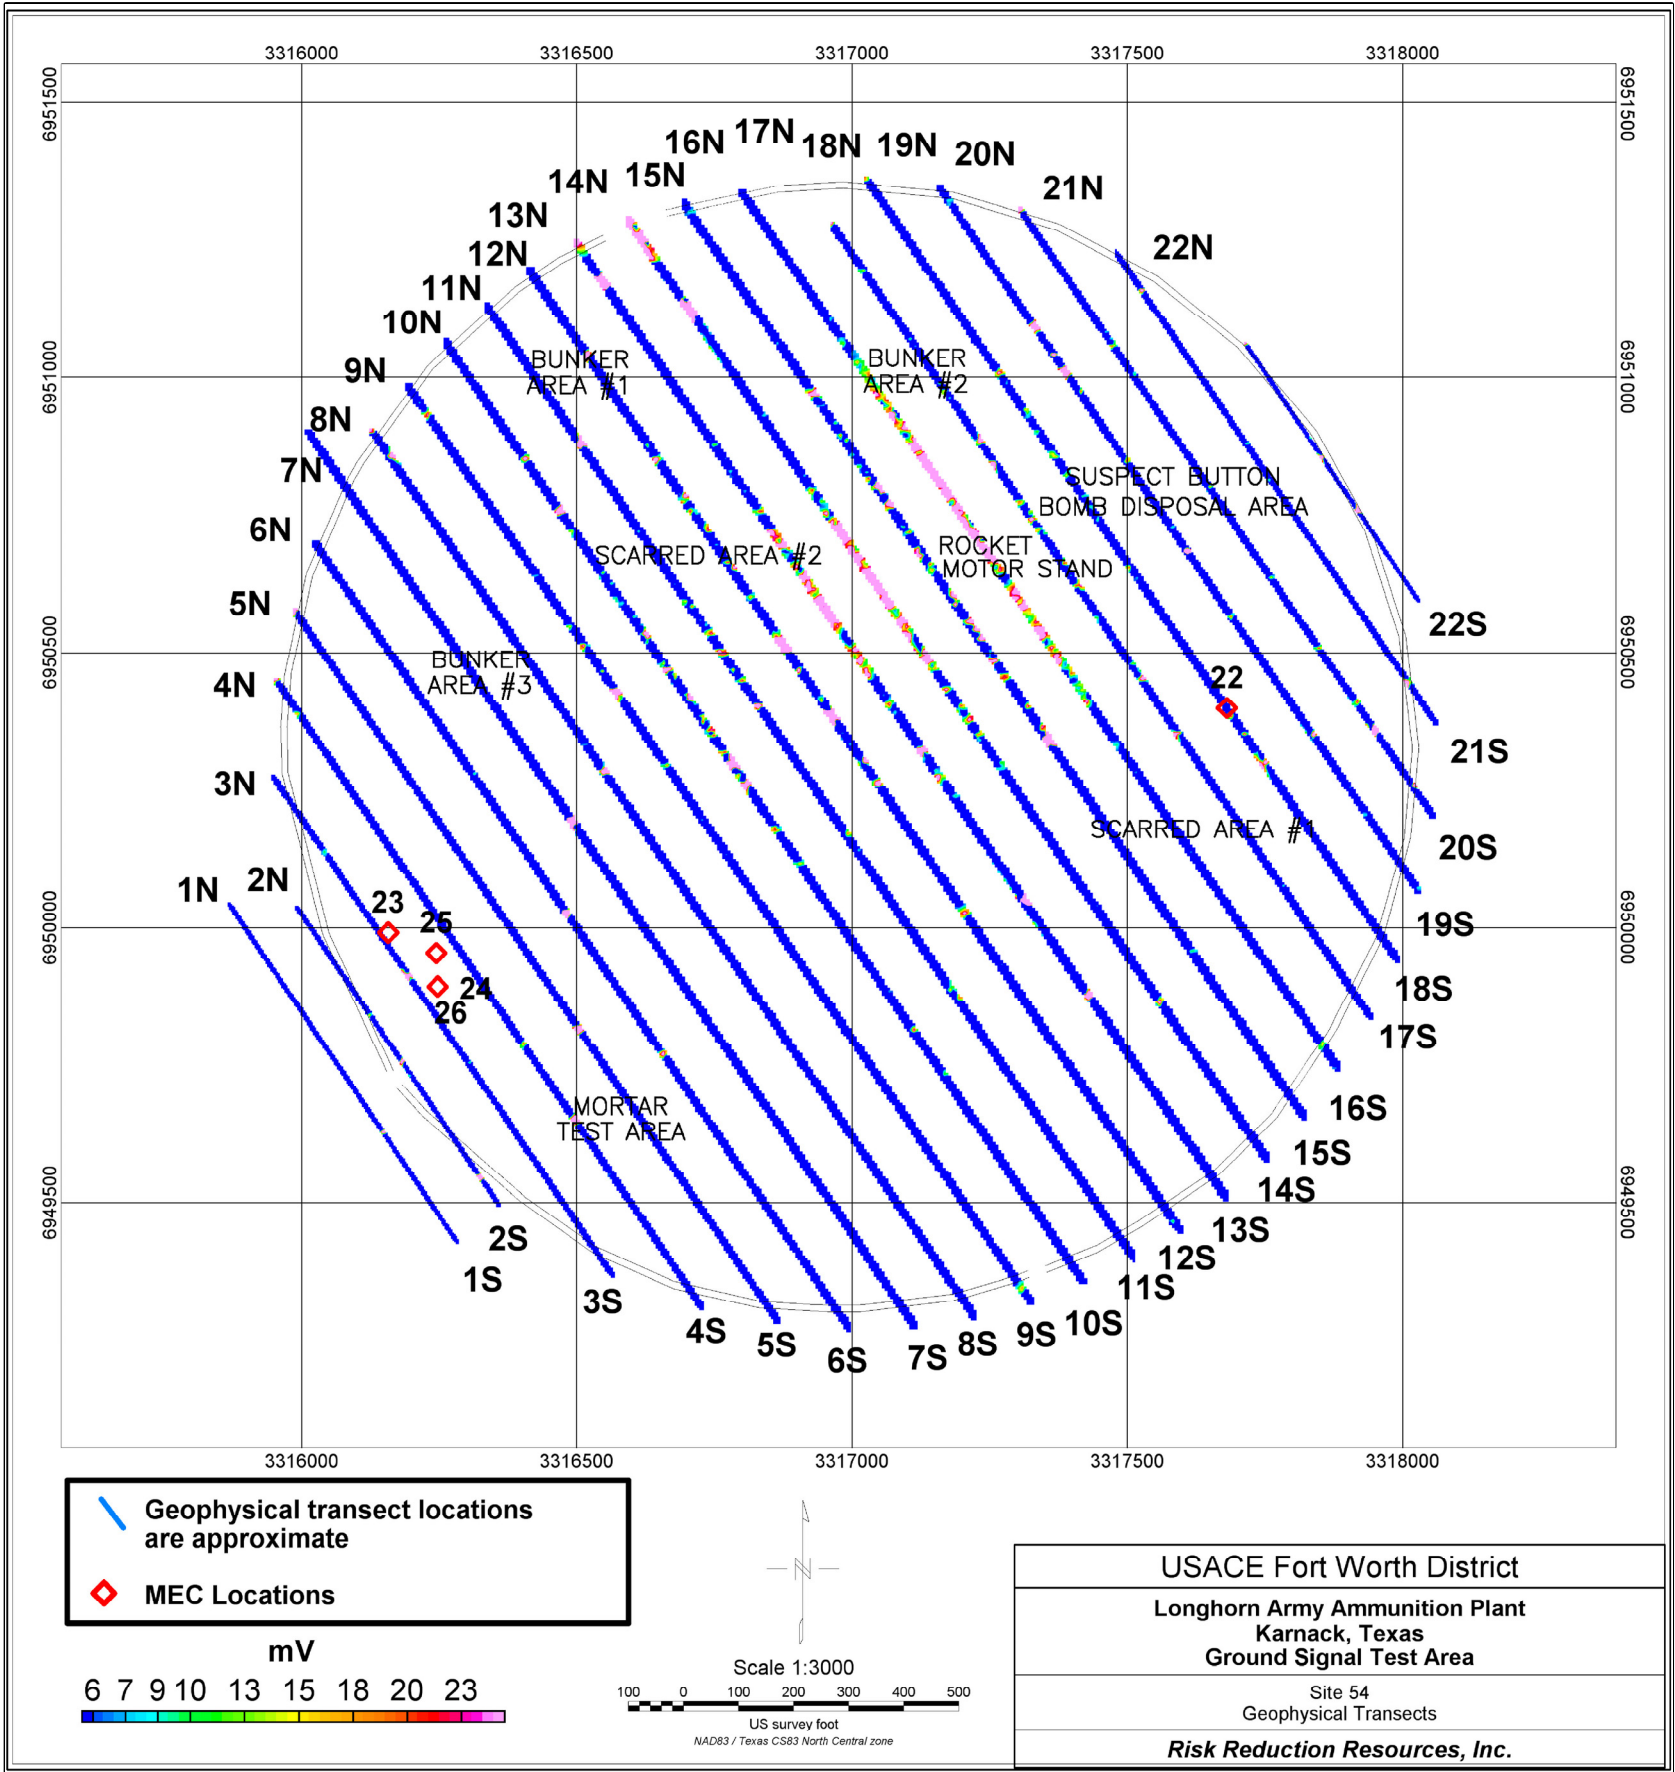 3316000 3316500 3317000 3317500 3318000
6951500 6951500
17N
16N 18N 19N
20N
15N
14N 21N
13N
22N
12N
11N
10N
BUNKER BUNKER
AREA #1 AREA #2
9N
6951000 6951000
8N
7N
SUSPECT BUTTON
BOMB DISPOSAL AREA
6N
SCARRED AREA #2
ROCKET
MOTOR STAND
5N
22S
6950500 6950500
BUNKER
AREA #3
4N
22
21S
3N
SCARRED AREA #1
20S
2N
1N
23
25
19S
6950000 6950000
24
26
18S
17S
MORTAR
TEST AREA
16S
15S
14S
6949500 6949500
13S
2S
12S
1S
11S
3S
10S
4S
9S
5S
8S
7S
6S
3316000 3316500 3317000 3317500 3318000
Geophysical transect locations
are approximate
MEC Locations
mV
6 7 9 10 13 15 18 20 23
N
Scale 1:3000
100 0 100 200 300 400 500
US survey foot
NAD83 / Texas CS83 North Central zone
USACE Fort Worth District
Longhorn Army Ammunition Plant
Karnack, Texas
Ground Signal Test Area
Site 54
Geophysical Transects
Risk Reduction Resources, Inc.